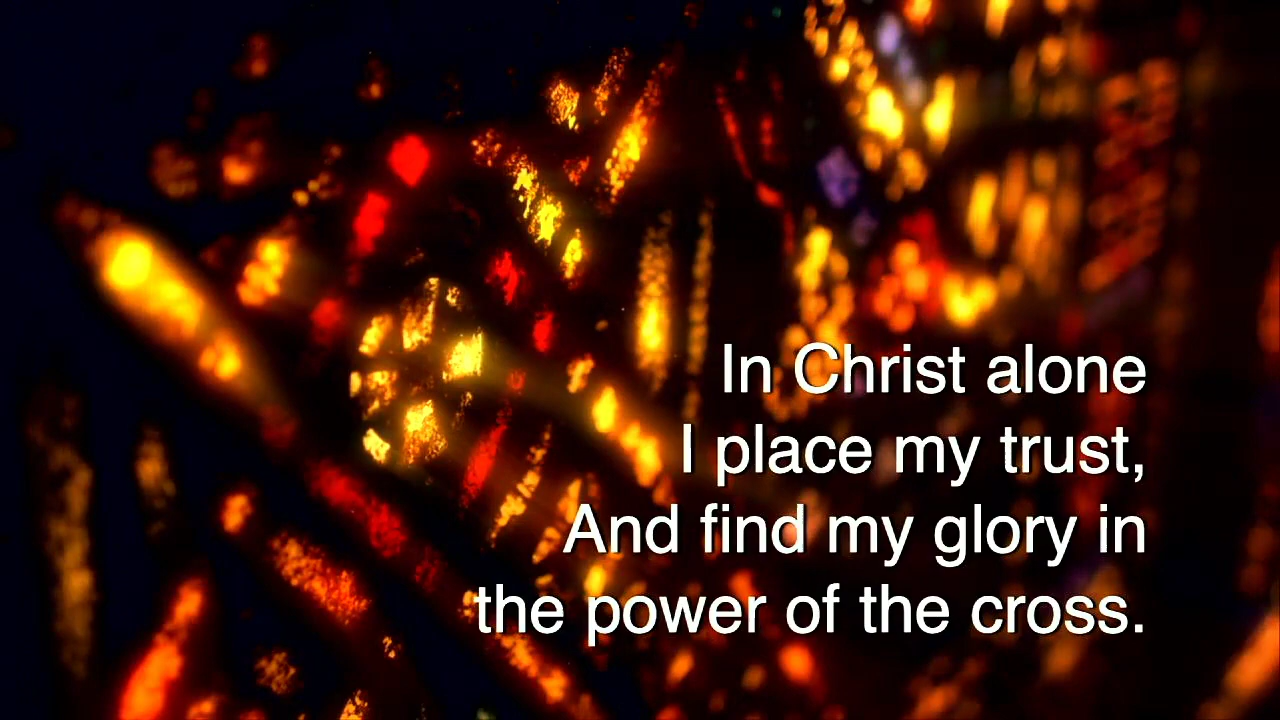 In Christ alone
I place my trust,
And find my glory in
the power of the cross.